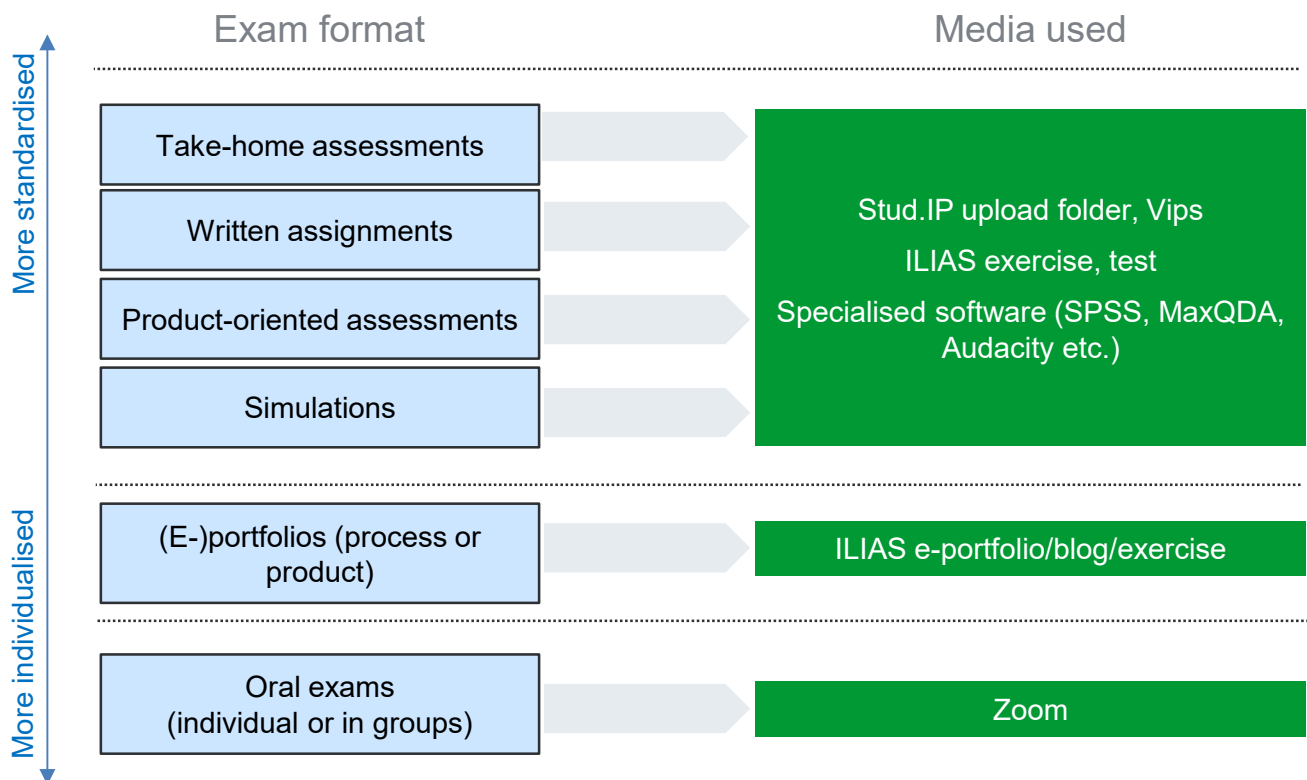 Exam format
Media used
More standardised
Take-home assessments
Written assignments
Product-oriented assessments
Simulations
Stud.IP upload folder, Vips
ILIAS exercise, test
Specialised software (SPSS, MaxQDA,
Audacity etc.)
More individualised
(E-)portfolios (process or
product)
ILIAS e-portfolio/blog/exercise
Oral exams
(individual or in groups)
Zoom